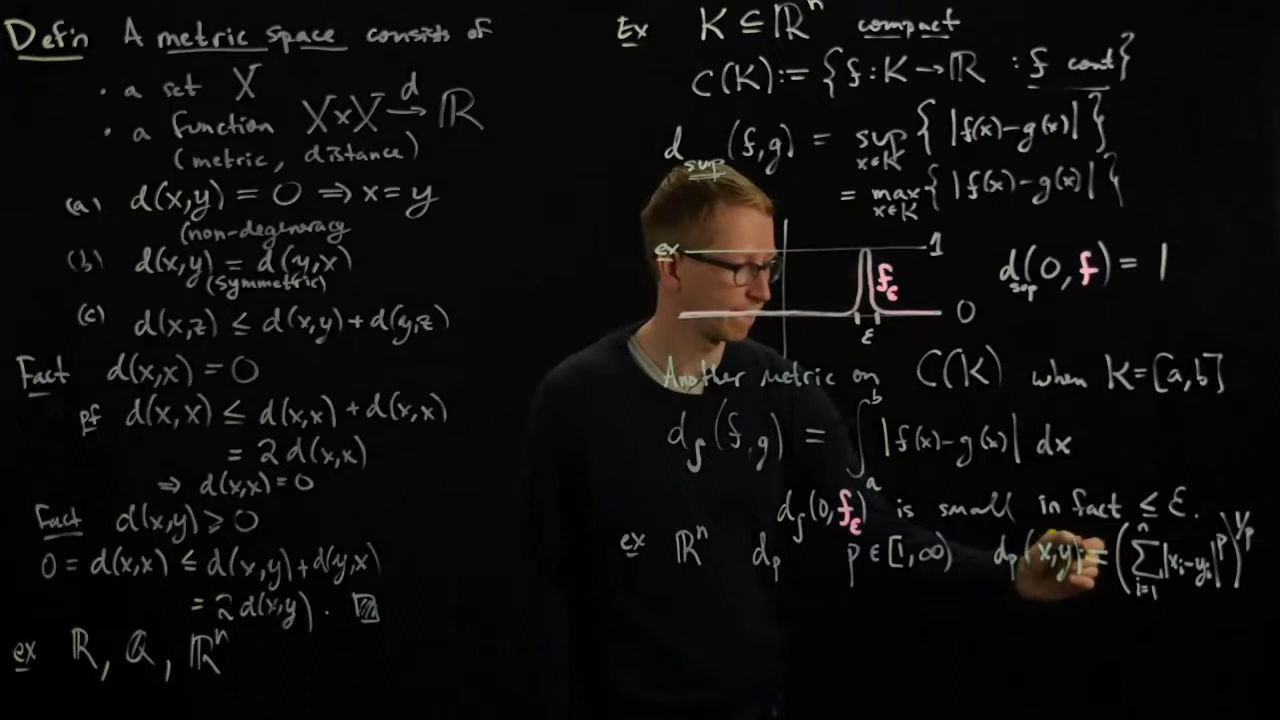 Def'n A metric space consists of
· a set X
· a function X×X →^d ℝ
(metric, distance)
(a) d(x,y) = 0 ⇒ x = y
(non-degeneracy
(b) d(x,y) = d(y,x)
(symmetric)
(c) d(x,z) ≤ d(x,y) + d(y,z)
Fact d(x,x) = 0
pf d(x,x) ≤ d(x,x) + d(x,x)
= 2 d(x,x)
⇒ d(x,x) = 0
Fact d(x,y) ≥ 0
0 = d(x,x) ≤ d(x,y) + d(y,x)
= 2 d(x,y).
ex ℝ, ℚ, ℝⁿ
Ex K ⊆ ℝⁿ compact
C(K) := { f : K → ℝ : f cont }
d_sup (f,g) = sup_{x∈K} { |f(x) - g(x)| }
= max_{x∈K} { |f(x) - g(x)| }
ex 1
f_ε
0
ε
d_sup(0, f) = 1
Another metric on C(K) when K = [a,b]
d_∫ (f,g) = ∫_a^b |f(x) - g(x)| dx
d_∫(0, f_ε) is small in fact ≤ ε.
ex ℝⁿ d_p p ∈ [1,∞) d_p(x,y) = (∑_{i=1}^n |x_i - y_i|^p)^{1/p}